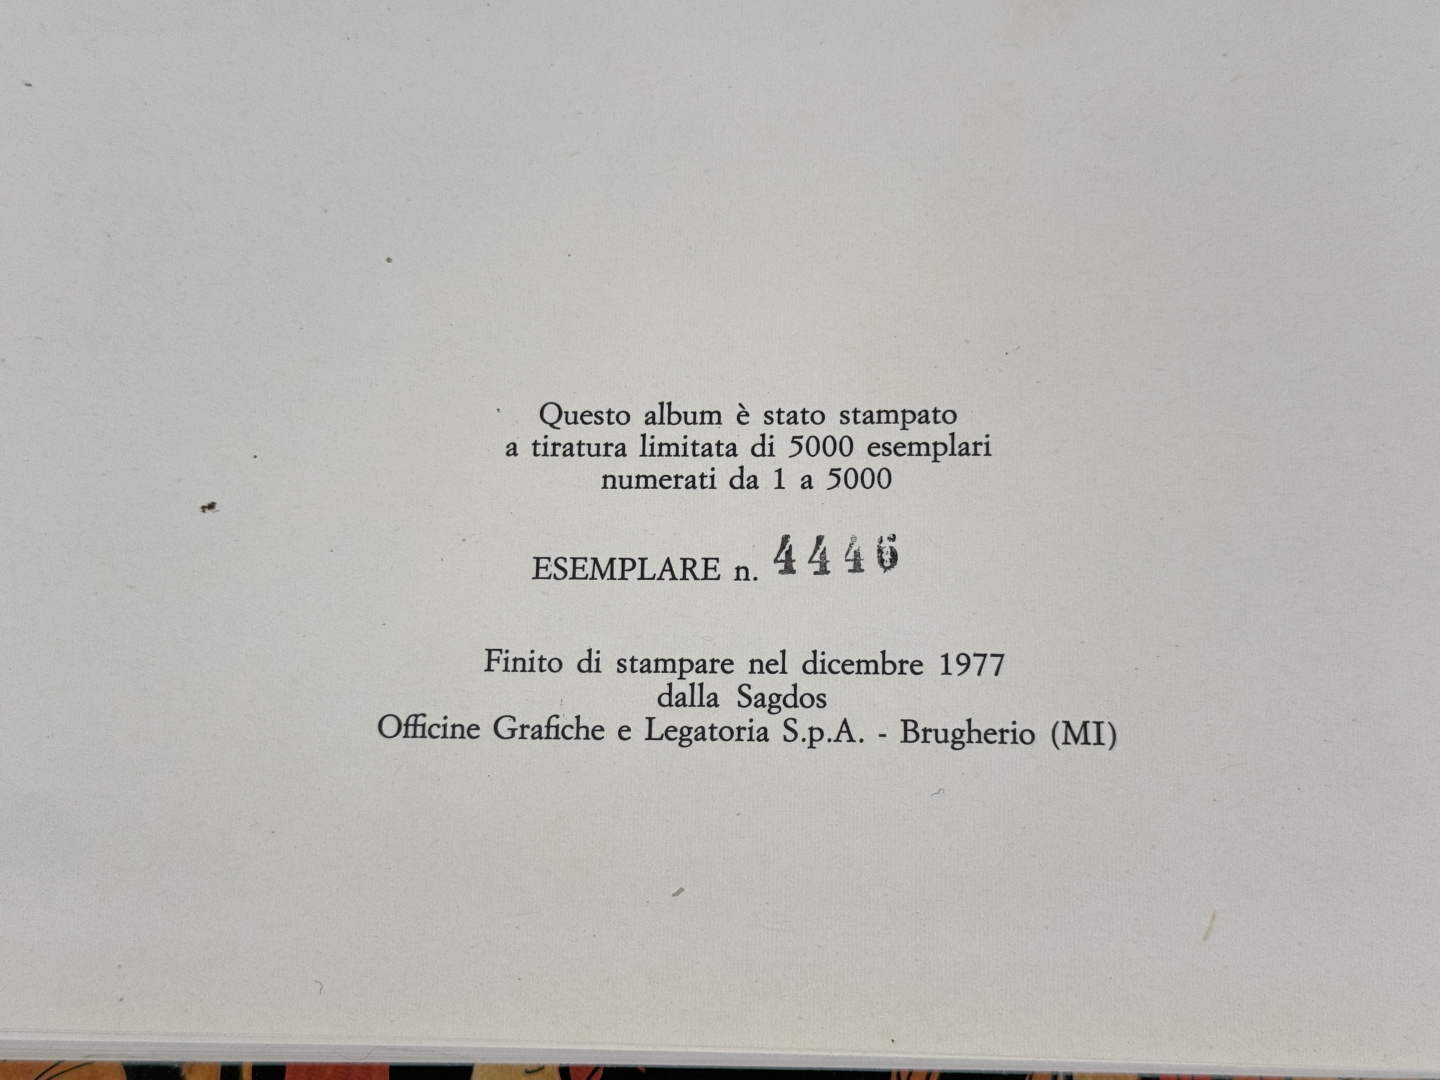 Questo album è stato stampato
a tiratura limitata di 5000 esemplari
numerati da 1 a 5000
ESEMPLARE n. 4446
Finito di stampare nel dicembre 1977
dalla Sagdos
Officine Grafiche e Legatoria S.p.A. - Brugherio (MI)